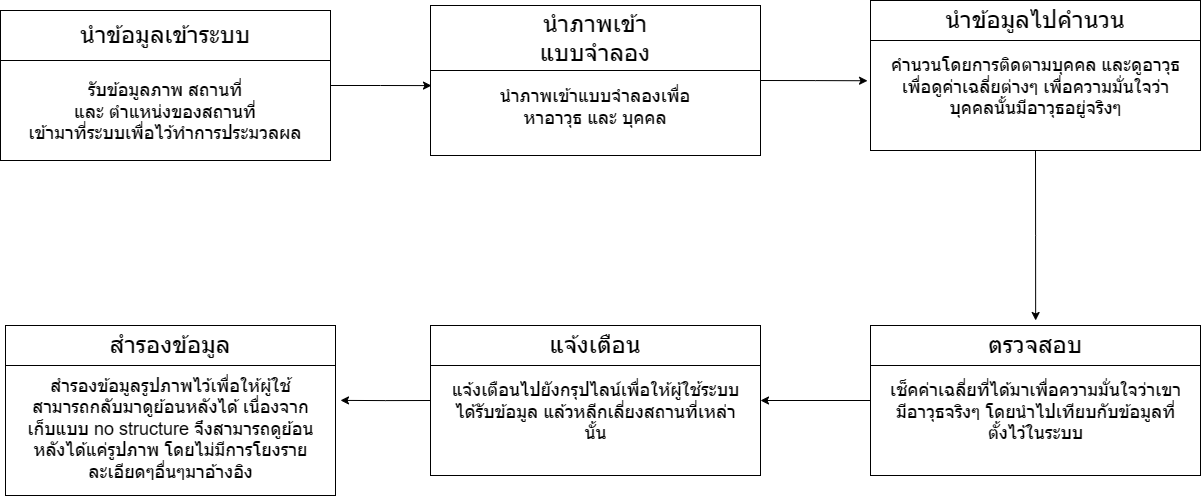 นำข้อมูลเข้าระบบ
รับข้อมูลภาพ สถานที่
และ ตำแหน่งของสถานที่
เข้ามาที่ระบบเพื่อไว้ทำการประมวลผล
นำภาพเข้า
แบบจำลอง
นำภาพเข้าแบบจำลองเพื่อ
หาอาวุธ และ บุคคล
นำข้อมูลไปคำนวน
คำนวนโดยการติดตามบุคคล และดูอาวุธ
เพื่อดูค่าเฉลี่ยต่างๆ เพื่อความมั่นใจว่า
บุคคลนั้นมีอาวุธอยู่จริงๆ
สำรองข้อมูล
สำรองข้อมูลรูปภาพไว้เพื่อให้ผู้ใช้
สามารถกลับมาดูย้อนหลังได้ เนื่องจาก
เก็บแบบ no structure จึงสามารถดูย้อน
หลังได้แค่รูปภาพ โดยไม่มีการโยงราย
ละเอียดๆอื่นๆมาอ้างอิง
แจ้งเตือน
แจ้งเตือนไปยังกรุปไลน์เพื่อให้ผู้ใช้ระบบ
ได้รับข้อมูล แล้วหลีกเลี่ยงสถานที่เหล่า
นั้น
ตรวจสอบ
เช็คค่าเฉลี่ยที่ได้มาเพื่อความมั่นใจว่าเขา
มีอาวุธจริงๆ โดยนำไปเทียบกับข้อมูลที่
ตั้งไว้ในระบบ